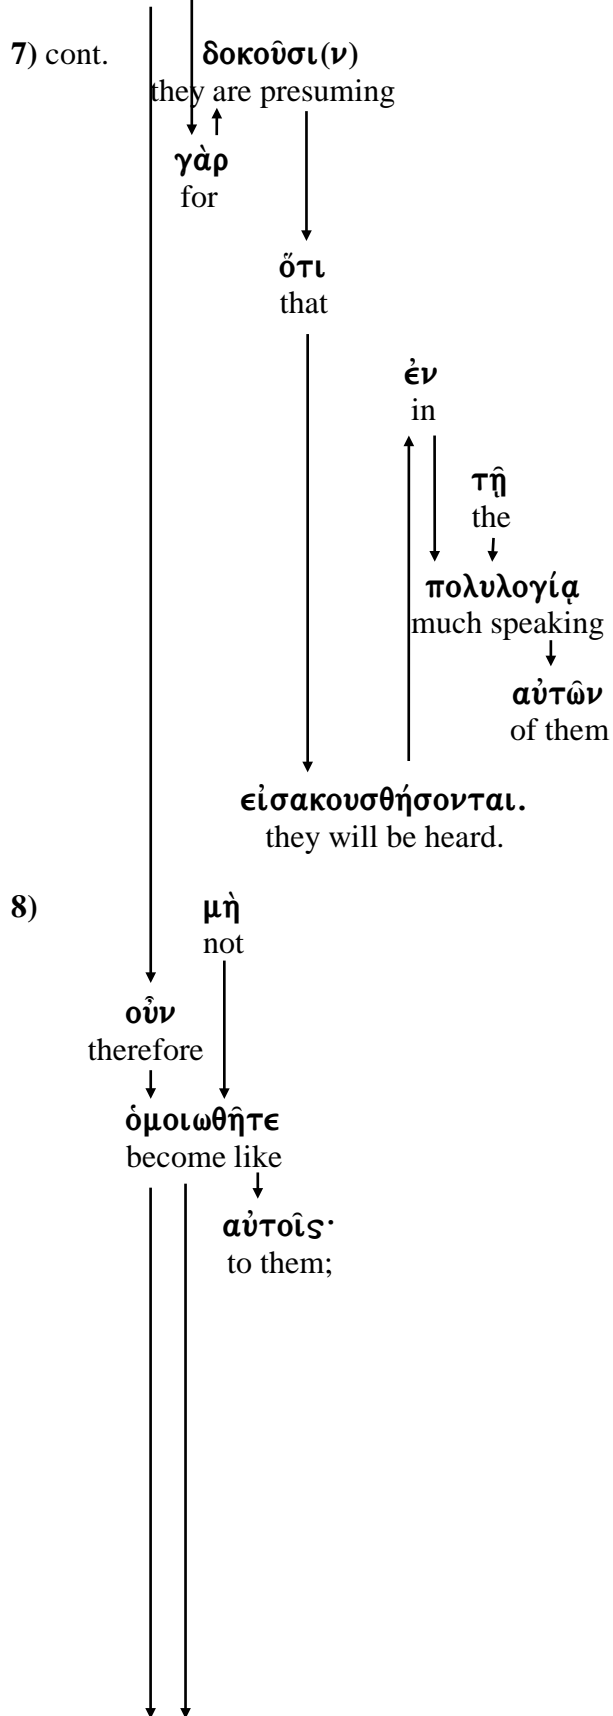 7) cont. δοκοῦσι(ν)
they are presuming
γὰρ
for
ὅτι
that
ἐν
in
τῇ
the
πολυλογίᾳ
much speaking
αὐτῶν
of them
εἰσακουσθήσονται.
they will be heard.
8) μὴ
not
οὖν
therefore
ὁμοιωθῆτε
become like
αὐτοῖς·
to them;